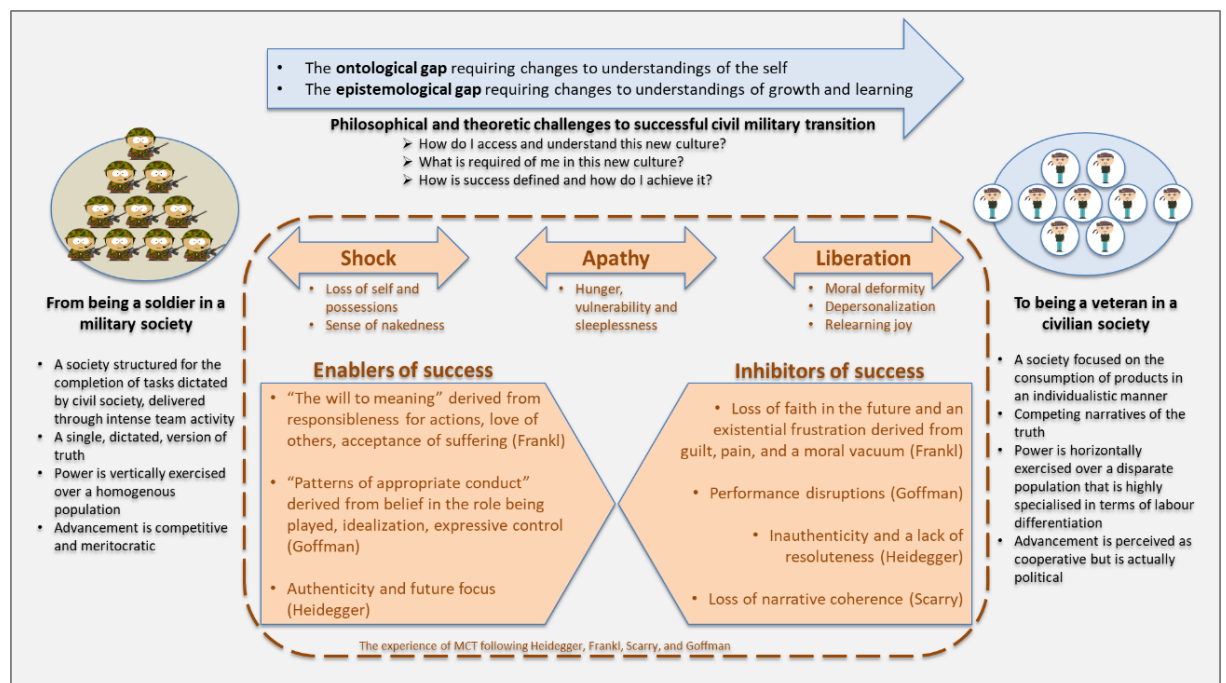 • The ontological gap requiring changes to understandings of the self
• The epistemological gap requiring changes to understandings of growth and learning
Philosophical and theoretic challenges to successful civil military transition
➢ How do I access and understand this new culture?
➢ What is required of me in this new culture?
➢ How is success defined and how do I achieve it?
From being a soldier in a
military society
• A society structured for the
completion of tasks dictated
by civil society, delivered
through intense team activity
• A single, dictated, version of
truth
• Power is vertically exercised
over a homogenous
population
• Advancement is competitive
and meritocratic
Shock
• Loss of self and
possessions
• Sense of nakedness
Apathy
• Hunger,
vulnerability and
sleeplessness
Liberation
• Moral deformity
• Depersonalization
• Relearning joy
Enablers of success
• “The will to meaning” derived from
responsibleness for actions, love of
others, acceptance of suffering (Frankl)
• “Patterns of appropriate conduct”
derived from belief in the role being
played, idealization, expressive control
(Goffman)
• Authenticity and future focus
(Heidegger)
Inhibitors of success
• Loss of faith in the future and an
existential frustration derived from
guilt, pain, and a moral vacuum (Frankl)
• Performance disruptions (Goffman)
• Inauthenticity and a lack of
resoluteness (Heidegger)
• Loss of narrative coherence (Scarry)
The experience of MCT following Heidegger, Frankl, Scarry, and Goffman
To being a veteran in a
civilian society
• A society focused on the
consumption of products in
an individualistic manner
• Competing narratives of the
truth
• Power is horizontally
exercised over a disparate
population that is highly
specialised in terms of labour
differentiation
• Advancement is perceived as
cooperative but is actually
political